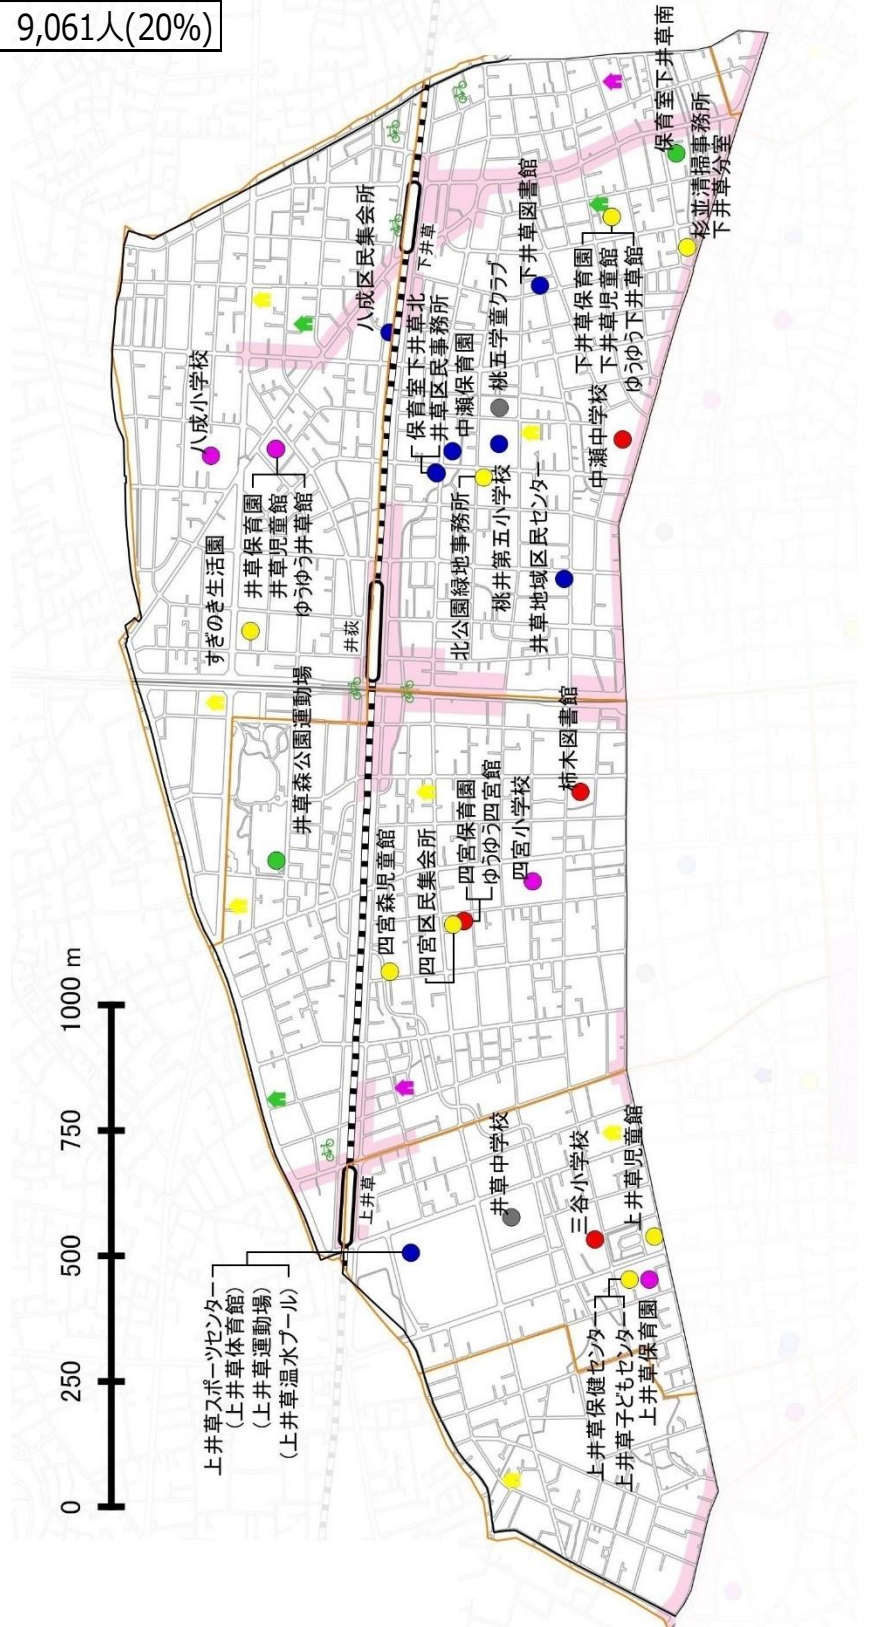 9,061人(20%)
保育室下井草南
杉並清掃事務所
下井草分室
下井草保育園
下井草児童館
ゆうゆう下井草館
下井草図書館
八成区民集会所
下井草
保育室下井草北
井草区民事務所
中瀬保育園
桃五学童クラブ
中瀬中学校
八成小学校
井草保育園
井草児童館
ゆうゆう井草館
すぎのき生活園
北公園緑地事務所
桃井第五小学校
井草地域区民センター
井荻
井草森公園運動場
柿木図書館
四宮森児童館
四宮区民集会所
四宮保育園
ゆうゆう四宮館
四宮小学校
上井草
井草中学校
三谷小学校
上井草児童館
上井草スポーツセンター
(上井草体育館)
(上井草運動場)
(上井草温水プール)
上井草保健センター
上井草子どもセンター
上井草保育園
0 250 500 750 1000 m